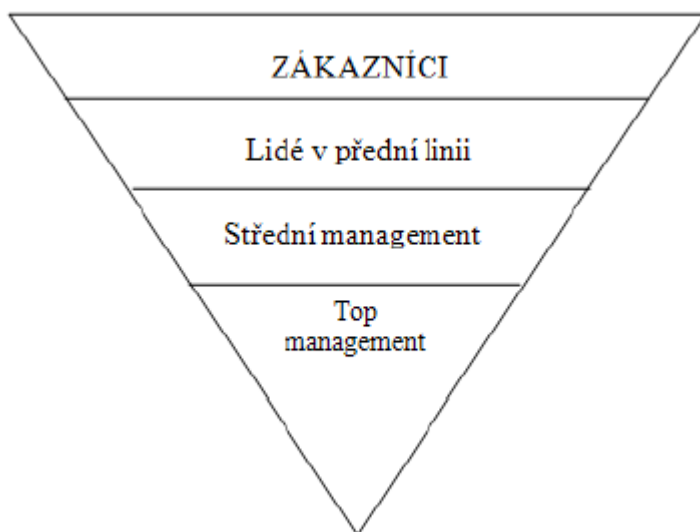 ZÁKAZNÍCI
Lidé v přední linii
Střední management
Top
management